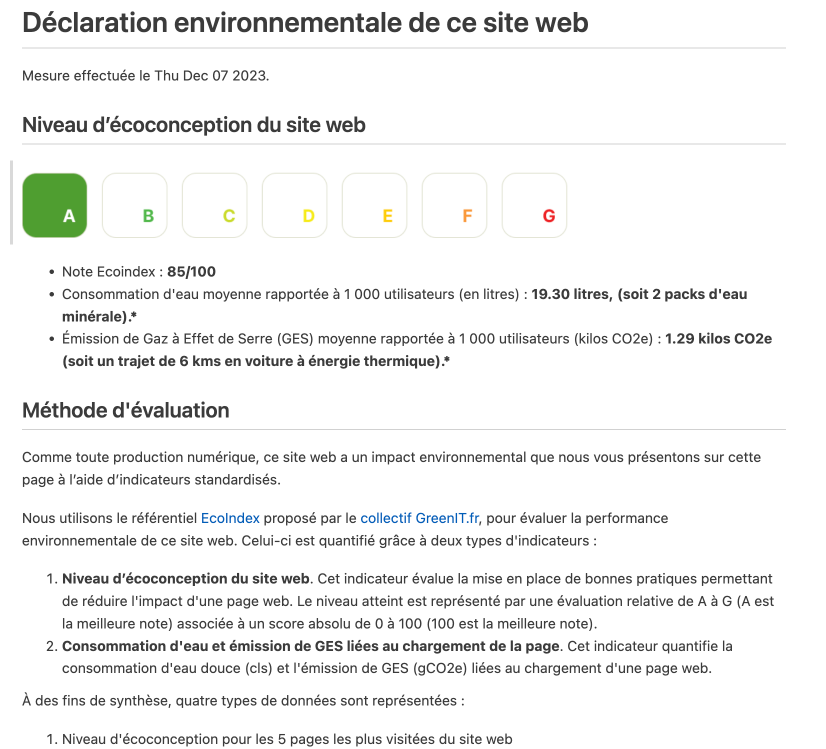 Déclaration environnementale de ce site web
Mesure effectuée le Thu Dec 07 2023.
Niveau d’écoconception du site web
A B C D E F G
• Note Ecoindex : 85/100
• Consommation d'eau moyenne rapportée à 1 000 utilisateurs (en litres) : 19.30 litres, (soit 2 packs d'eau
minérale).*
• Émission de Gaz à Effet de Serre (GES) moyenne rapportée à 1 000 utilisateurs (kilos CO2e) : 1.29 kilos CO2e
(soit un trajet de 6 kms en voiture à énergie thermique).*
Méthode d'évaluation
Comme toute production numérique, ce site web a un impact environnemental que nous vous présentons sur cette
page à l’aide d’indicateurs standardisés.
Nous utilisons le référentiel EcoIndex proposé par le collectif GreenIT.fr, pour évaluer la performance
environnementale de ce site web. Celui-ci est quantifié grâce à deux types d'indicateurs :
1. Niveau d’écoconception du site web. Cet indicateur évalue la mise en place de bonnes pratiques permettant
de réduire l'impact d'une page web. Le niveau atteint est représenté par une évaluation relative de A à G (A est
la meilleure note) associée à un score absolu de 0 à 100 (100 est la meilleure note).
2. Consommation d'eau et émission de GES liées au chargement de la page. Cet indicateur quantifie la
consommation d'eau douce (cls) et l'émission de GES (gCO2e) liées au chargement d'une page web.
À des fins de synthèse, quatre types de données sont représentées :
1. Niveau d'écoconception pour les 5 pages les plus visitées du site web